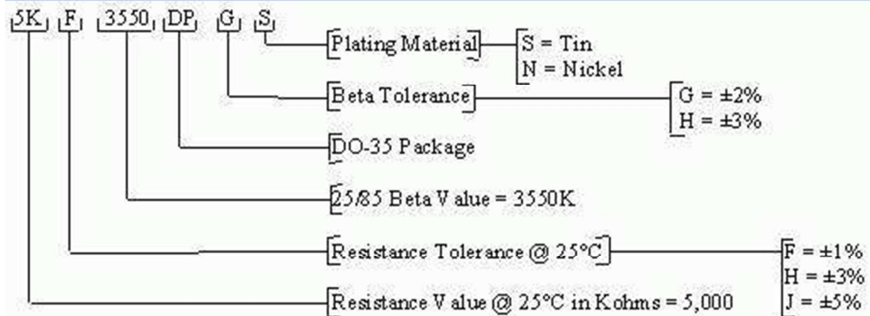 5K F 3550 DP G S
Plating Material
S = Tin
N = Nickel
Beta Tolerance
G = ±2%
H = ±3%
DO-35 Package
25/85 Beta Value = 3550K
Resistance Tolerance @ 25°C
F = ±1%
H = ±3%
J = ±5%
Resistance Value @ 25°C in Kohms = 5,000